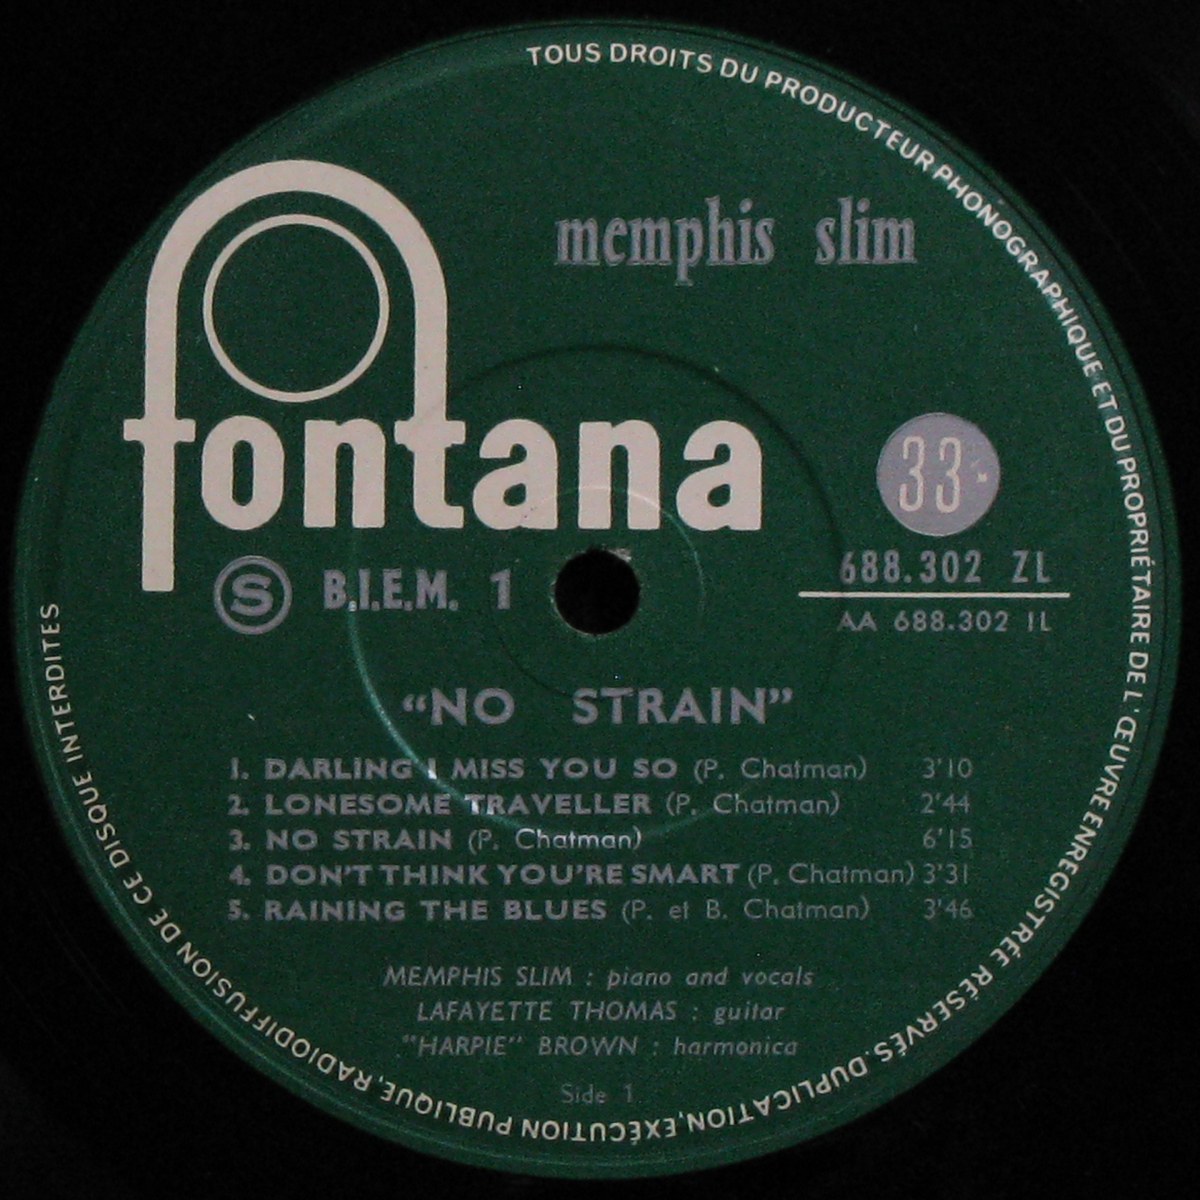 TOUS DROITS DU PRODUCTEUR PHONOGRAPHIQUE ET DU PROPRIÉTAIRE DE L'ŒUVRE ENREGISTRÉE RÉSERVÉS. DUPLICATION, EXÉCUTION PUBLIQUE, RADIODIFFUSION DE CE DISQUE INTERDITES
memphis slim
fontana
33
S B.I.E.M. 1
688.302 ZL
AA 688.302 1L
“NO STRAIN”
1. DARLING I MISS YOU SO (P. Chatman) 3'10
2. LONESOME TRAVELLER (P. Chatman) 2'44
3. NO STRAIN (P. Chatman) 6'15
4. DON'T THINK YOU'RE SMART (P. Chatman) 3'31
5. RAINING THE BLUES (P. et B. Chatman) 3'46
MEMPHIS SLIM : piano and vocals
LAFAYETTE THOMAS : guitar
"HARPIE" BROWN : harmonica
Side 1